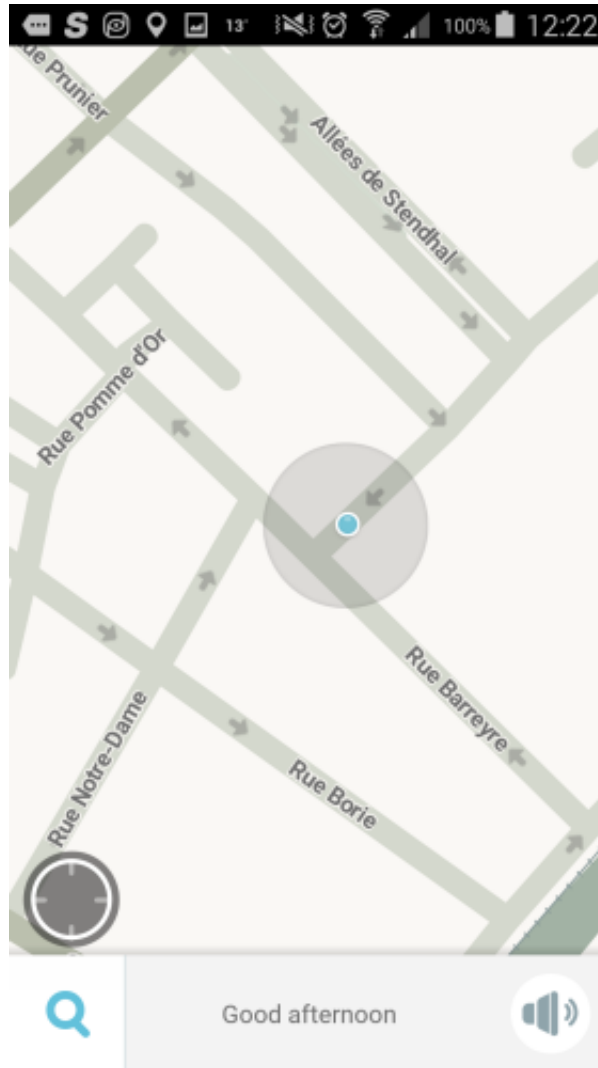 S 13° 100% 12:22
ue Prunier
Allées de Stendhal
Rue Pomme d'Or
Rue Barreyre
Rue Notre-Dame
Rue Borie
Good afternoon